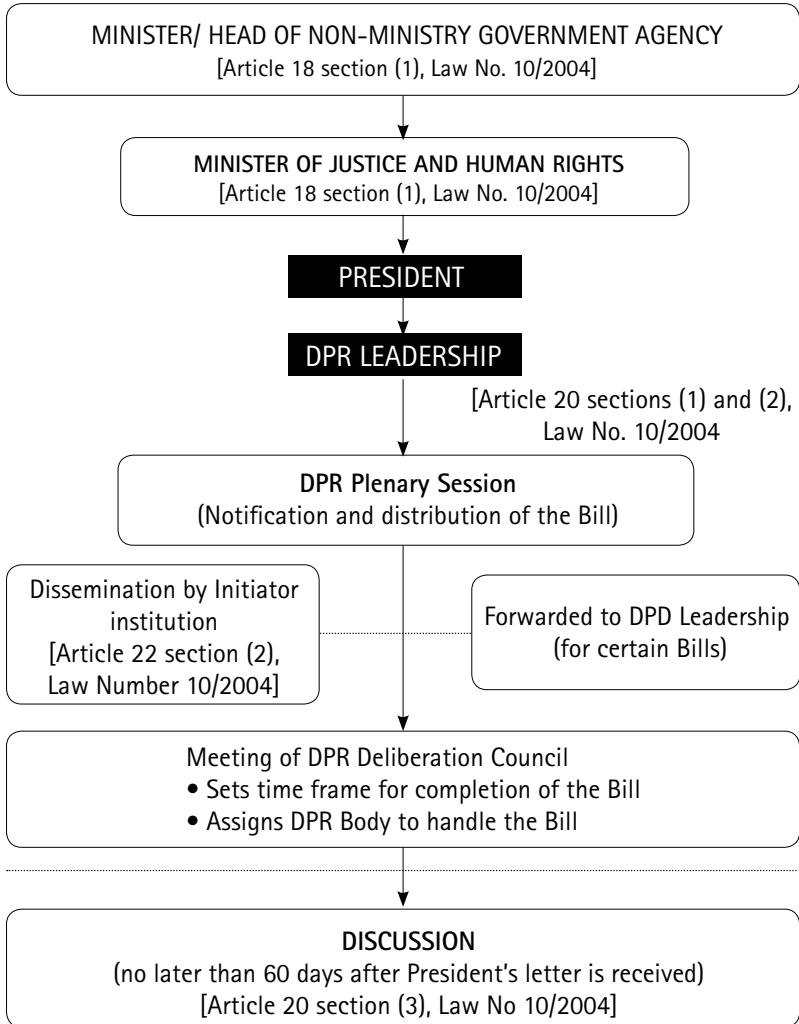 MINISTER/ HEAD OF NON-MINISTRY GOVERNMENT AGENCY
[Article 18 section (1), Law No. 10/2004]
MINISTER OF JUSTICE AND HUMAN RIGHTS
[Article 18 section (1), Law No. 10/2004]
PRESIDENT
DPR LEADERSHIP
[Article 20 sections (1) and (2),
Law No. 10/2004
DPR Plenary Session
(Notification and distribution of the Bill)
Dissemination by Initiator
institution
[Article 22 section (2),
Law Number 10/2004]
Forwarded to DPD Leadership
(for certain Bills)
Meeting of DPR Deliberation Council
• Sets time frame for completion of the Bill
• Assigns DPR Body to handle the Bill
DISCUSSION
(no later than 60 days after President's letter is received)
[Article 20 section (3), Law No 10/2004]